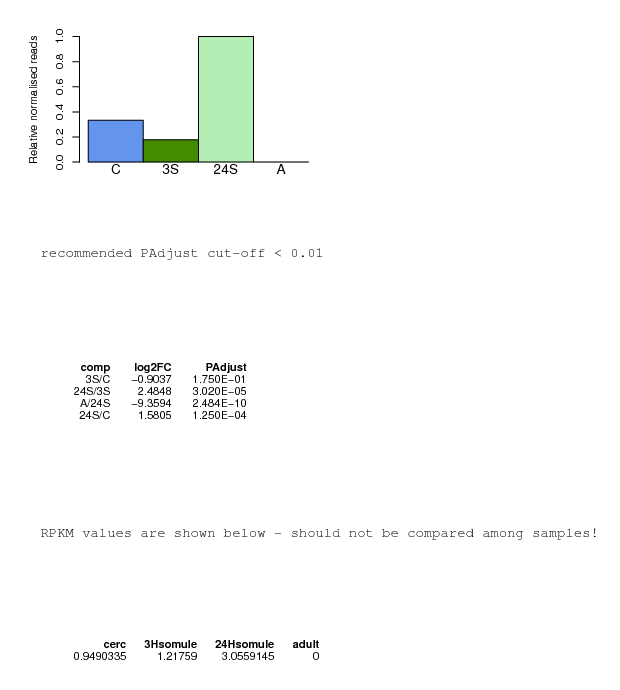 Relative normalised reads
1.0
0.8
0.6
0.4
0.2
0.0
C 3S 24S A
recommended PAdjust cut-off < 0.01
comp log2FC PAdjust
3S/C −0.9037 1.750E−01
24S/3S 2.4848 3.020E−05
A/24S −9.3594 2.484E−10
24S/C 1.5805 1.250E−04
RPKM values are shown below - should not be compared among samples!
cerc 3Hsomule 24Hsomule adult
0.9490335 1.21759 3.0559145 0